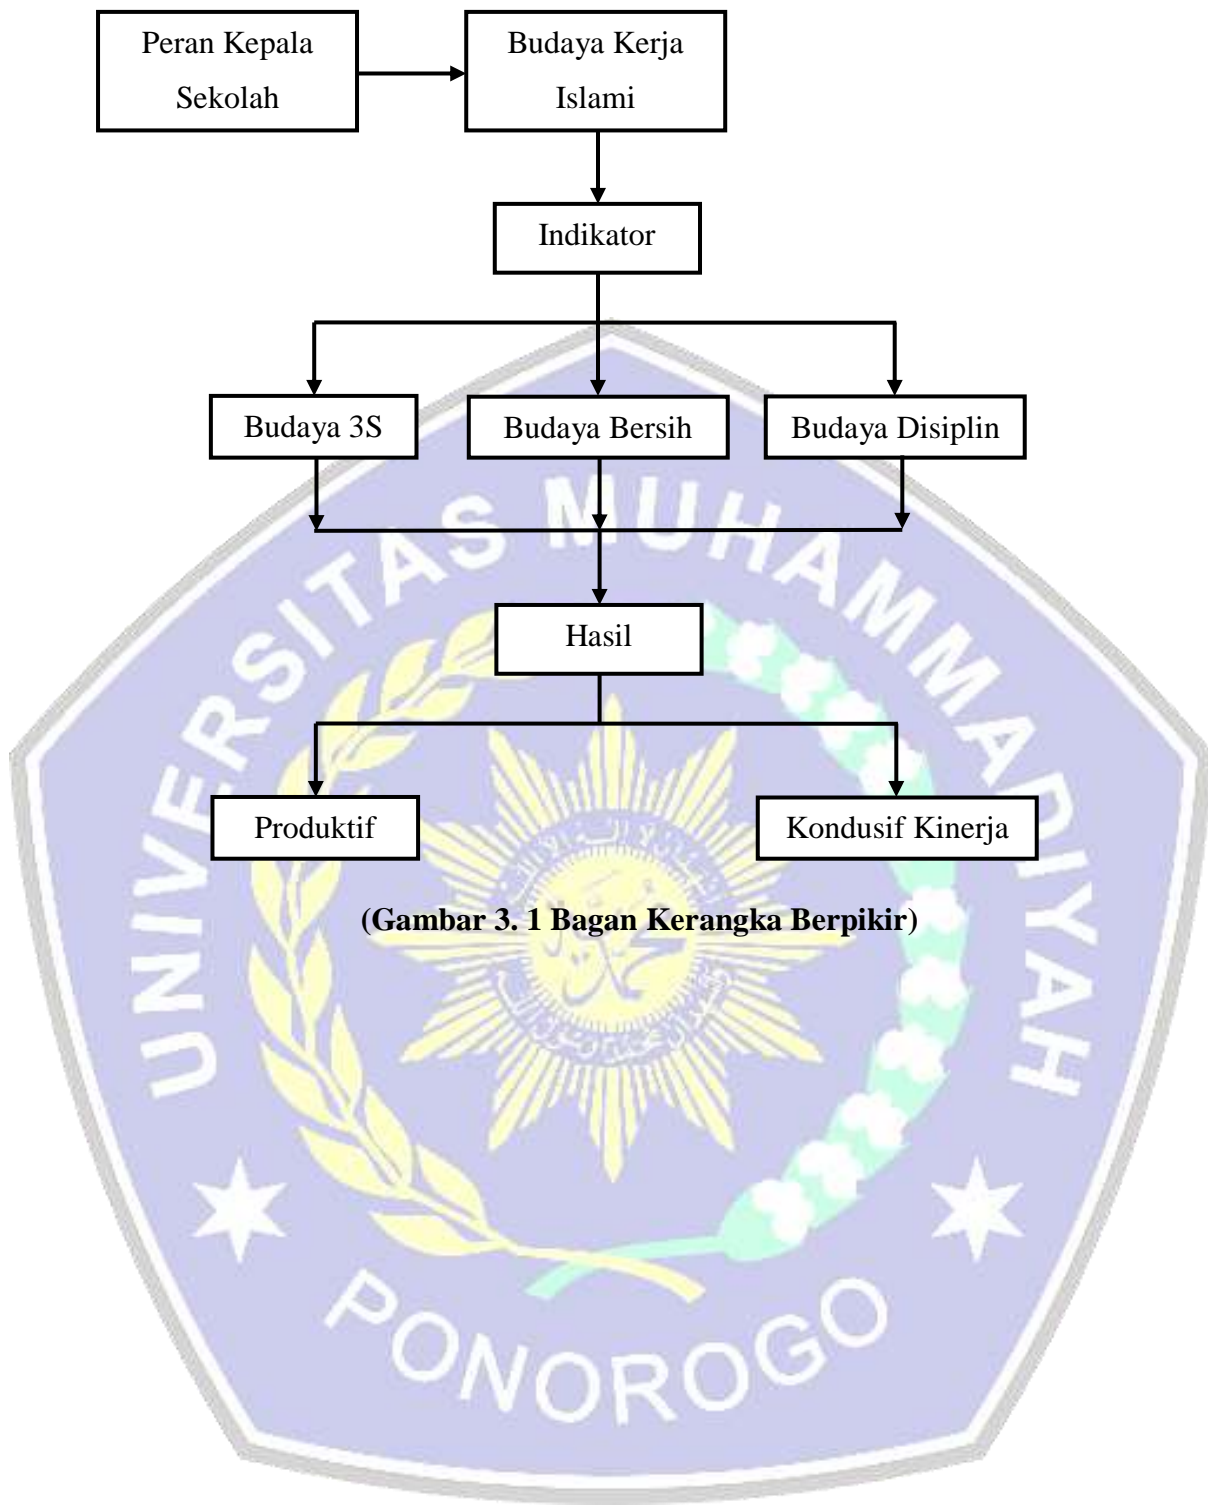 Peran Kepala
Sekolah
Budaya Kerja
Islami
Indikator
Budaya 3S
Budaya Bersih
Budaya Disiplin
Hasil
Produktif
Kondusif Kinerja
(Gambar 3. 1 Bagan Kerangka Berpikir)
UNIVERSITAS MUHAMMADIYAH
PONOROGO